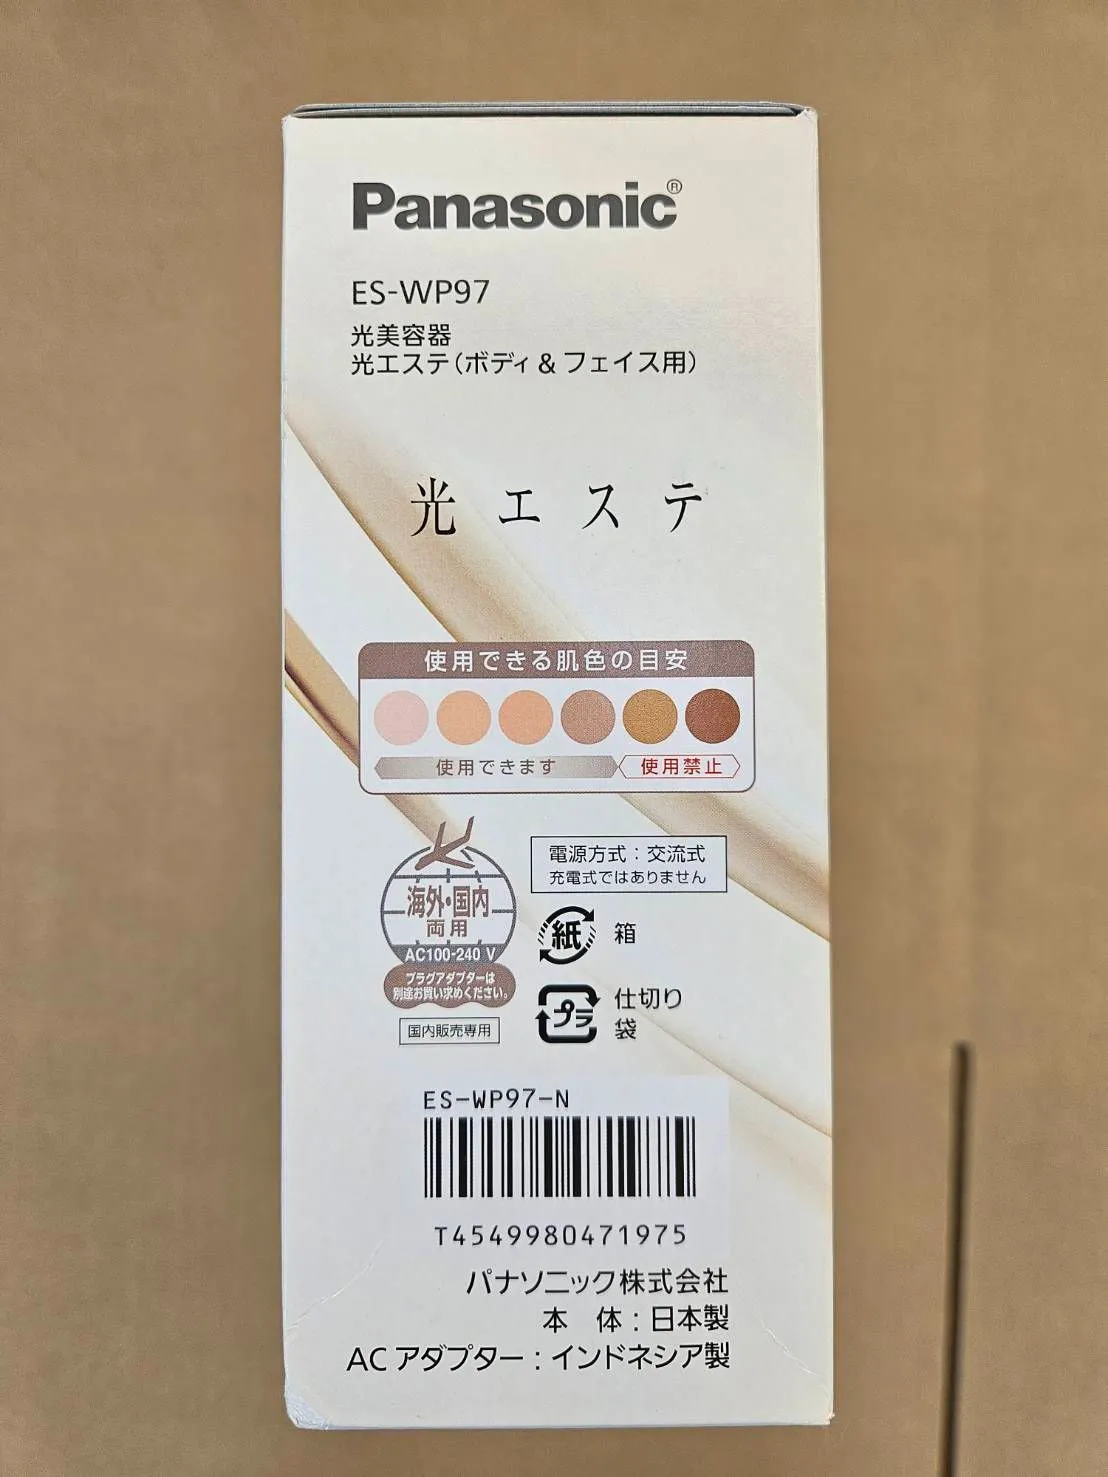 Panasonic®
ES-WP97
光美容器
光エステ(ボディ&フェイス用)
光エステ
使用できる肌色の目安
使用できます
使用禁止
海外・国内
両用
AC100-240 V
プラグアダプターは
別途お買い求めください。
国内販売専用
電源方式:交流式
充電式ではありません
紙 箱
プラ 仕切り
袋
ES-WP97-N
T4549980471975
パナソニック株式会社
本 体:日本製
ACアダプター:インドネシア製